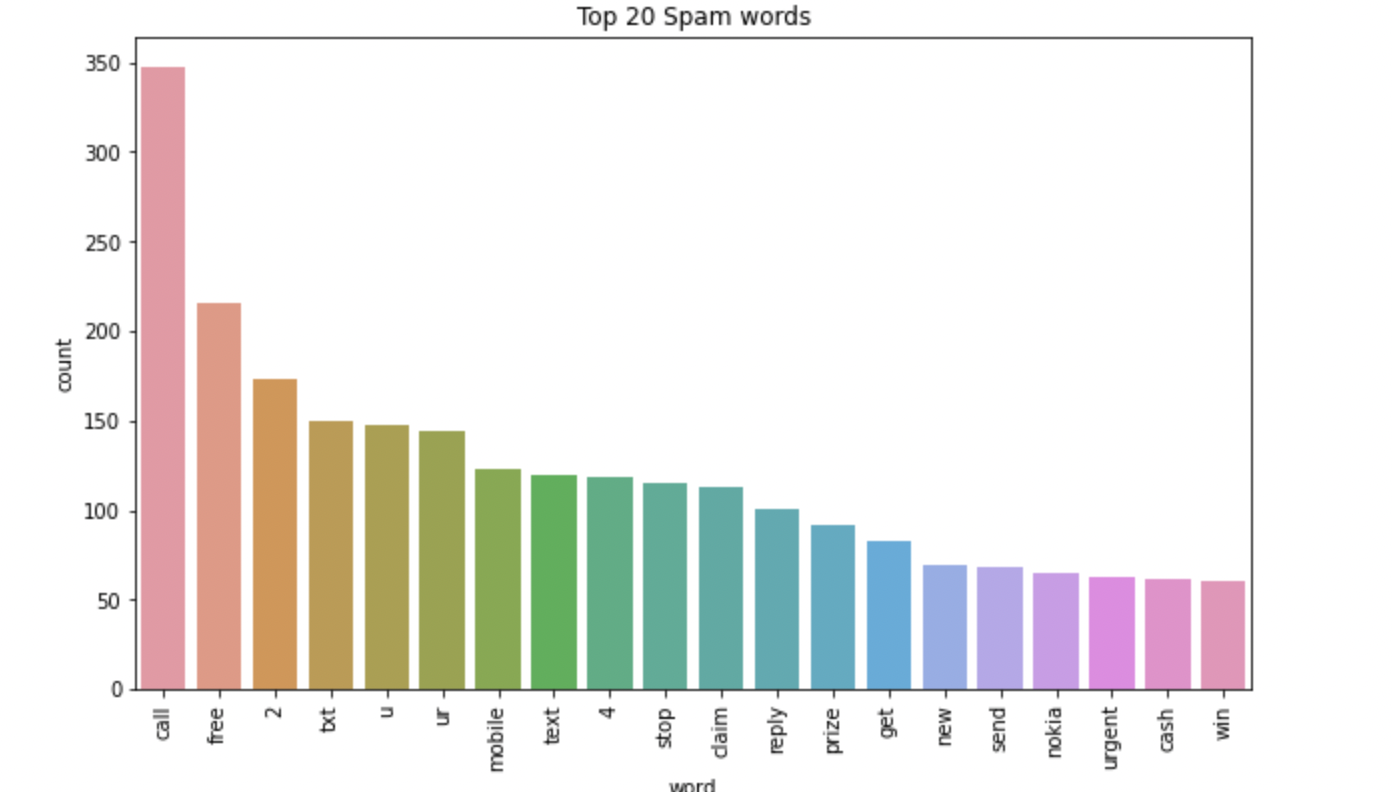 Top 20 Spam words
350
300
250
200
150
100
50
0
count
call
free
2
txt
u
ur
mobile
text
4
stop
claim
reply
prize
get
new
send
nokia
urgent
cash
win
word